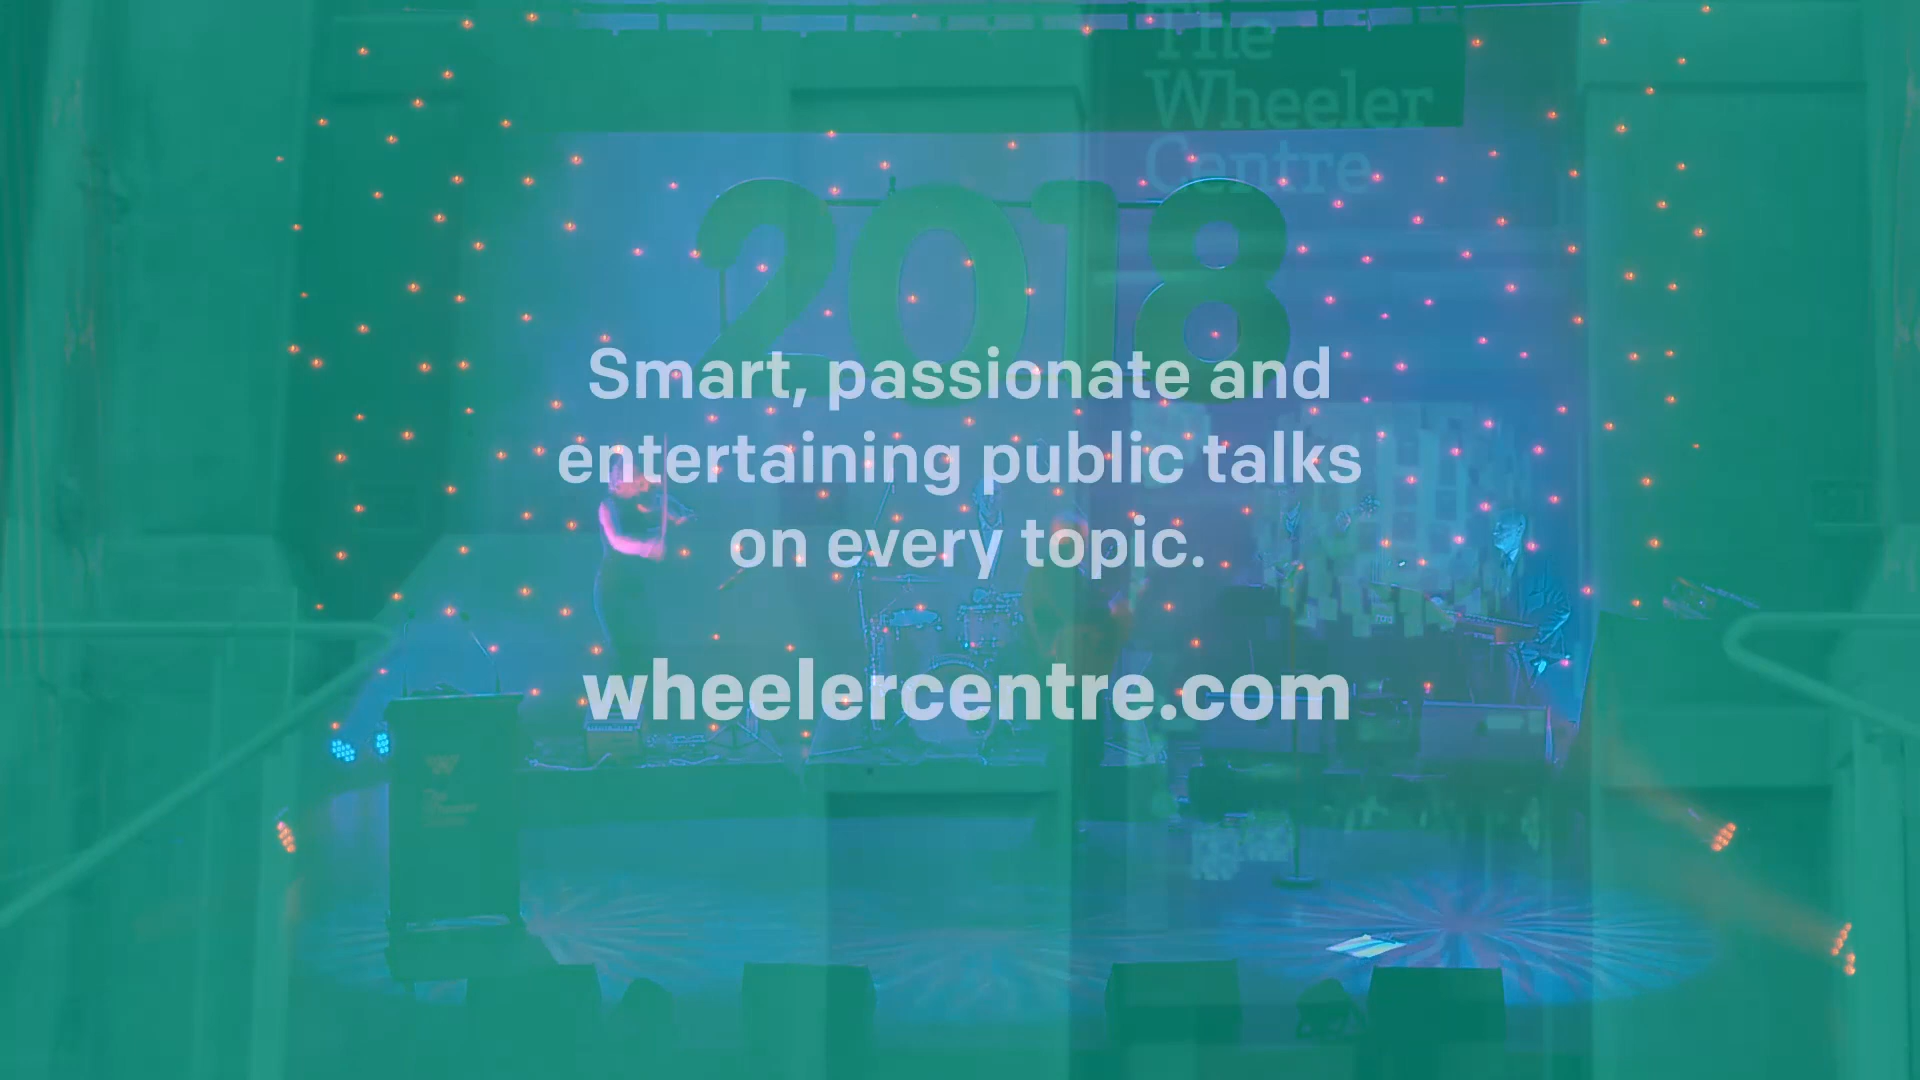 The
Wheeler
Centre
2018
Smart, passionate and
entertaining public talks
on every topic.
wheelercentre.com